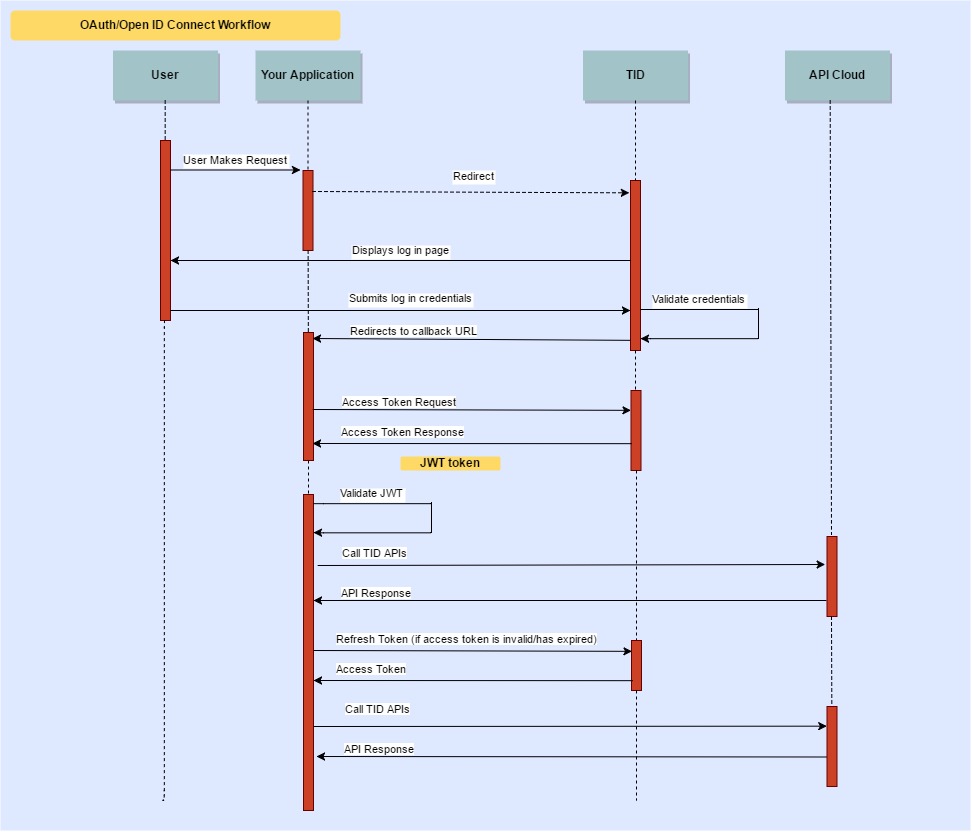 OAuth/Open ID Connect Workflow
User
Your Application
TID
API Cloud
User Makes Request
Redirect
Displays log in page
Submits log in credentials
Validate credentials
Redirects to callback URL
Access Token Request
Access Token Response
JWT token
Validate JWT
Call TID APIs
API Response
Refresh Token (if access token is invalid/has expired)
Access Token
Call TID APIs
API Response